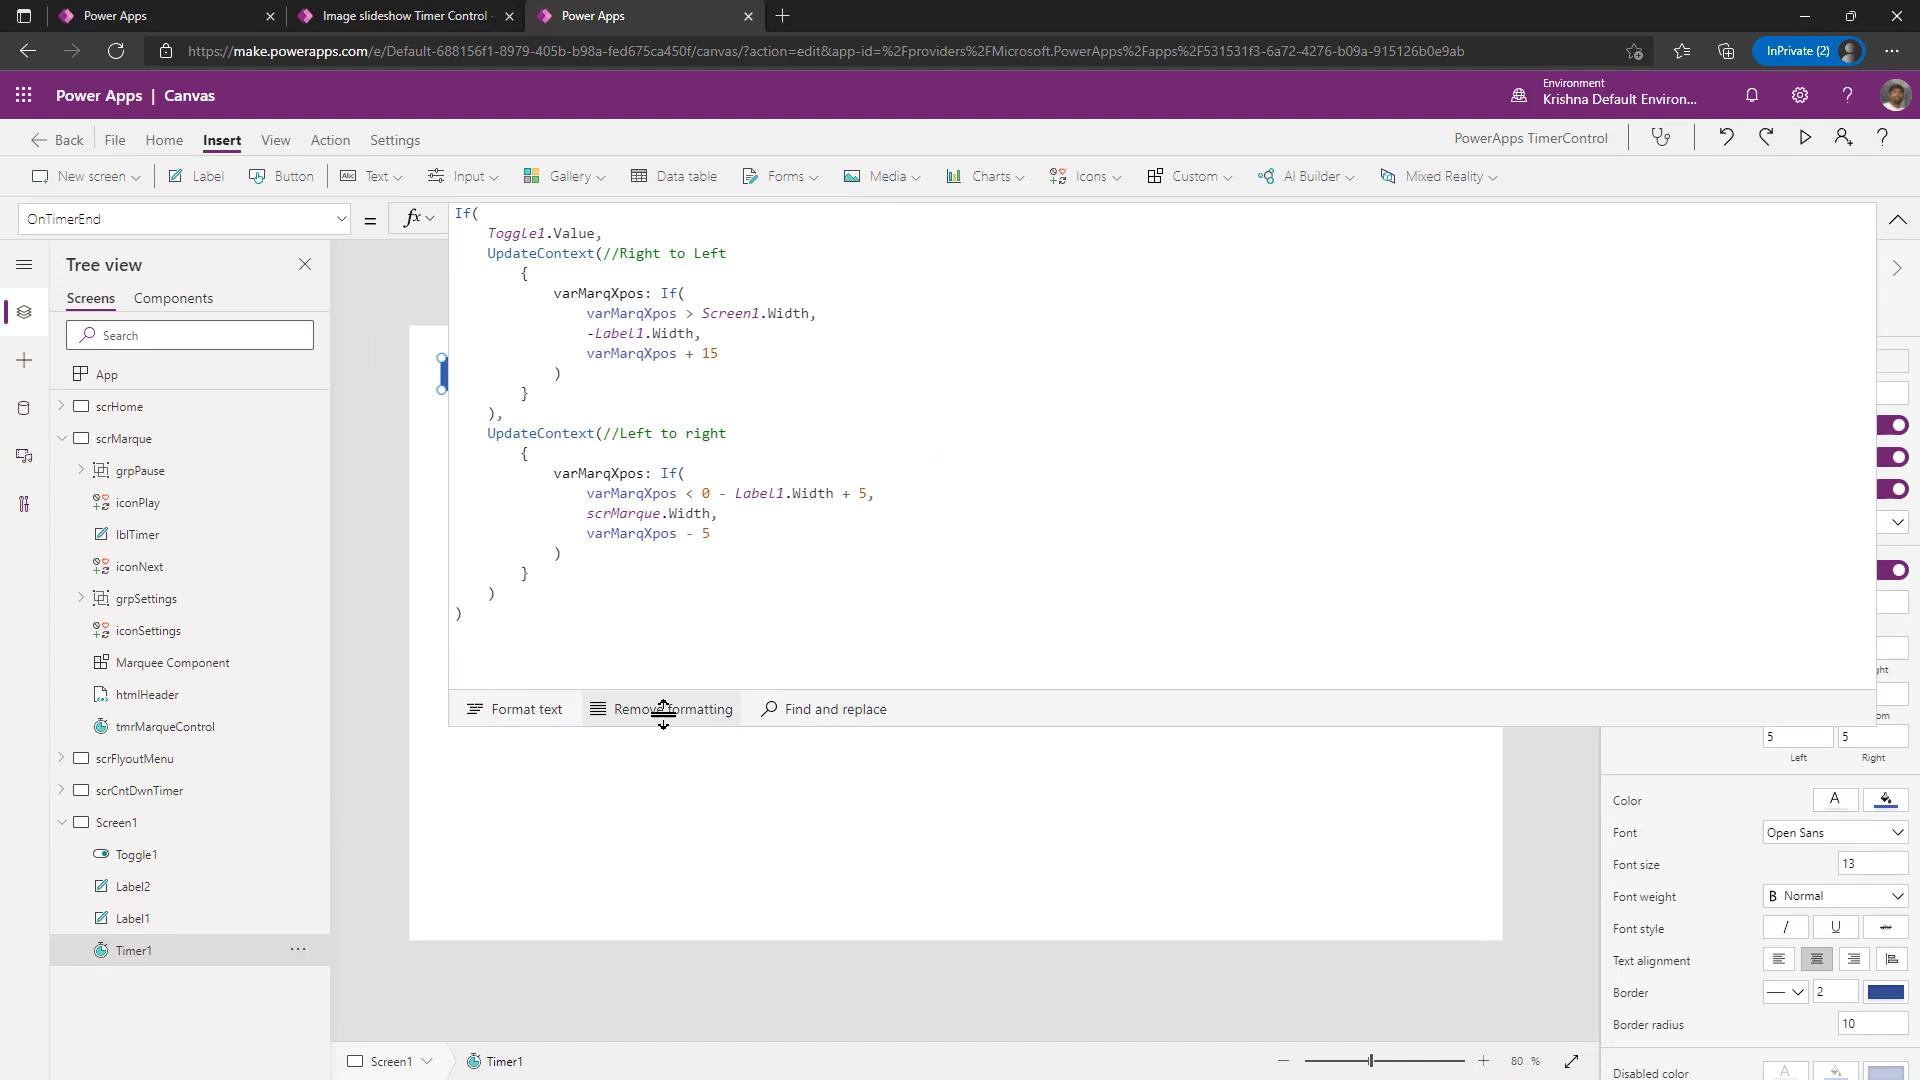 Power Apps
Image slideshow Timer Control -
Power Apps
https://make.powerapps.com/e/Default-688156f1-8979-405b-b98a-fed675ca450f/canvas/?action=edit&app-id=%2Fproviders%2FMicrosoft.PowerApps%2Fapps%2F531531f3-6a72-4276-b09a-915126b0e9ab
InPrivate (2)
Power Apps | Canvas
Environment
Krishna Default Environ...
Back
File
Home
Insert
View
Action
Settings
PowerApps TimerControl
New screen
Label
Button
Abc
Text
Input
Gallery
Data table
Forms
Media
Charts
Icons
Custom
AI Builder
Mixed Reality
OnTimerEnd
=
fx
If(
Toggle1.Value,
UpdateContext(//Right to Left
{
varMarqXpos: If(
varMarqXpos > Screen1.Width,
-Label1.Width,
varMarqXpos + 15
)
}
),
UpdateContext(//Left to right
{
varMarqXpos: If(
varMarqXpos < 0 - Label1.Width + 5,
scrMarque.Width,
varMarqXpos - 5
)
}
)
)
Format text
Remove formatting
Find and replace
Tree view
Screens
Components
Search
App
scrHome
scrMarque
grpPause
iconPlay
lblTimer
iconNext
grpSettings
iconSettings
Marquee Component
htmlHeader
tmrMarqueControl
scrFlyoutMenu
scrCntDwnTimer
Screen1
Toggle1
Label2
Label1
Timer1
...
ght
om
5
5
Left
Right
Color
A
Font
Open Sans
Font size
13
Font weight
B Normal
Font style
/
U
abc
Text alignment
Border
2
Border radius
10
Disabled color
A
Screen1
Timer1
80 %